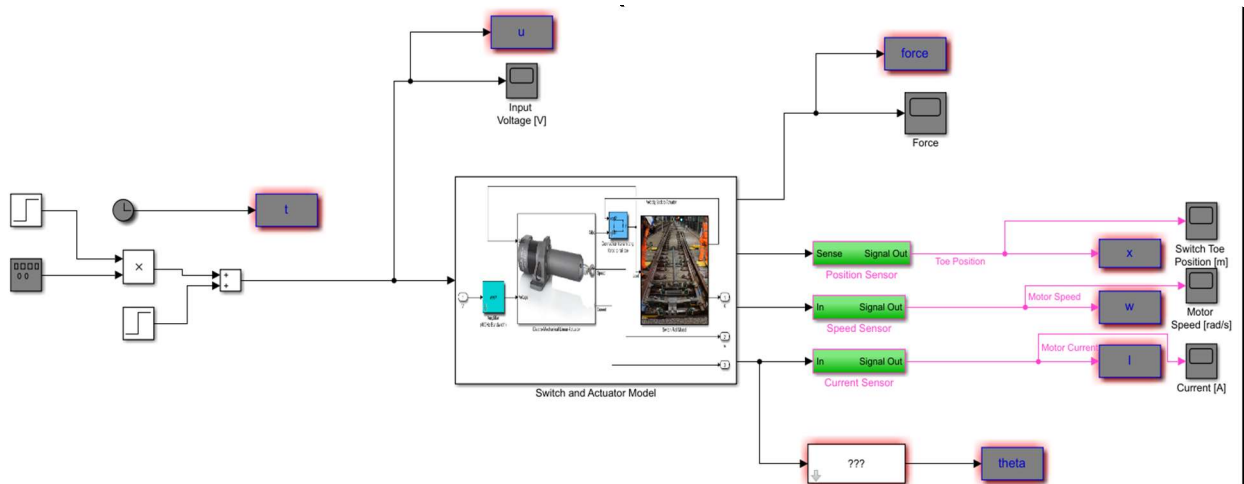 u
Input
Voltage [V]
force
Force
t
×
+
+
Switch and Actuator Model
Sense Signal Out
Position Sensor
Toe Position
Switch Toe
Position [m]
x
In Signal Out
Speed Sensor
Motor Speed
w
Motor
Speed [rad/s]
In Signal Out
Current Sensor
Motor Current
I
Current [A]
???
theta